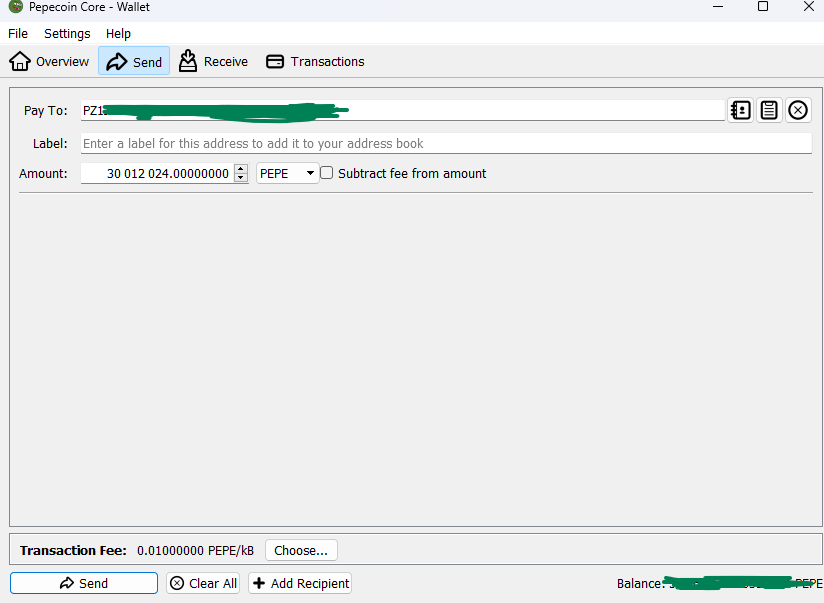 Pepecoin Core - Wallet
File Settings Help
Overview Send Receive Transactions
Pay To: PZ1
Label: Enter a label for this address to add it to your address book
Amount: 30 012 024.00000000 PEPE Subtract fee from amount
Transaction Fee: 0.01000000 PEPE/kB Choose...
Send Clear All Add Recipient Balance: PEPE